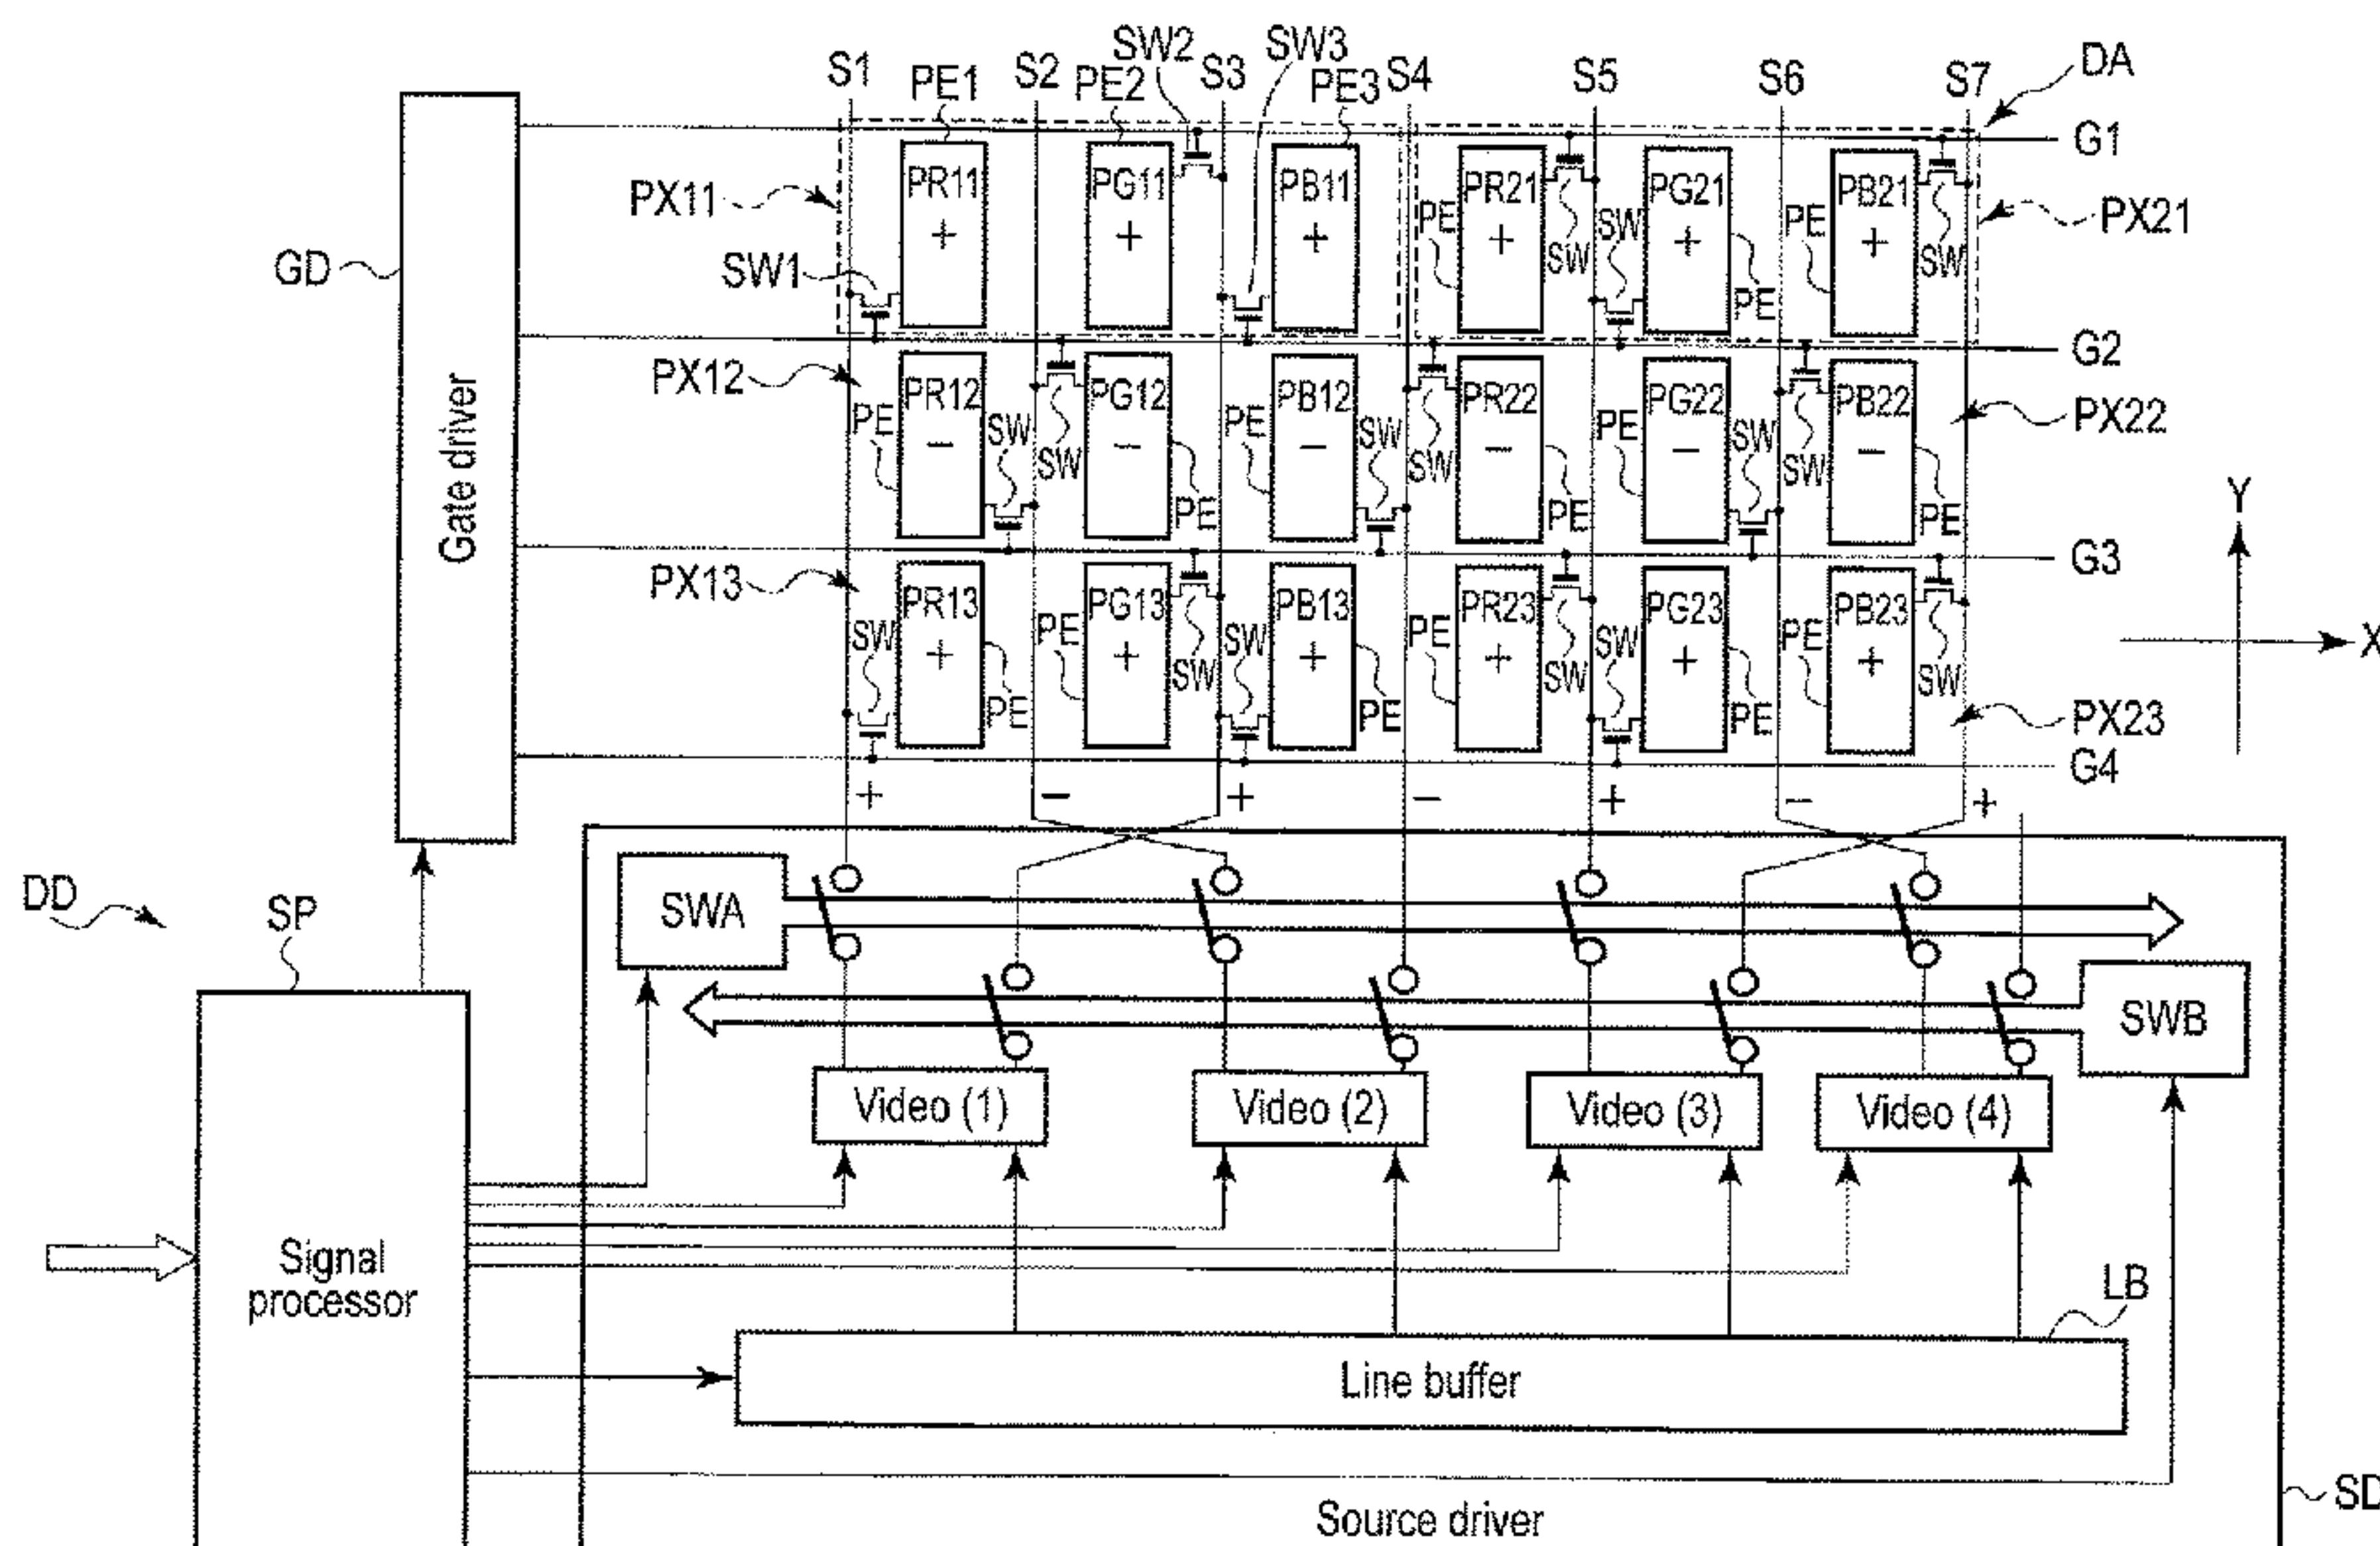 S1 PE1 S2 PE2 SW2 S3 SW3 PE3 S4 S5 S6 S7 DA
G1
PX11 PR11 PG11 PB11 PE PR21 SW SW PG21 PE PB21 SW PX21
+ + + + + +
GD SW1 PE
G2
PX12 PE PR12 SW SW PG12 PE PB12 SW SW PR22 PE PG22 SW SW PB22 PX22
− − − − − −
PE PE PE
Gate driver
Y
G3
PX13 PR13 PG13 PB13 PR23 PG23 PB23
X
SW PE SW SW PE SW SW PE SW
+ + + + + +
PE PE PE
PX23
G4
+ − + − + − +
DD SP SWA
SWB
Video (1) Video (2) Video (3) Video (4)
Signal
processor
LB
Line buffer
Source driver
SD